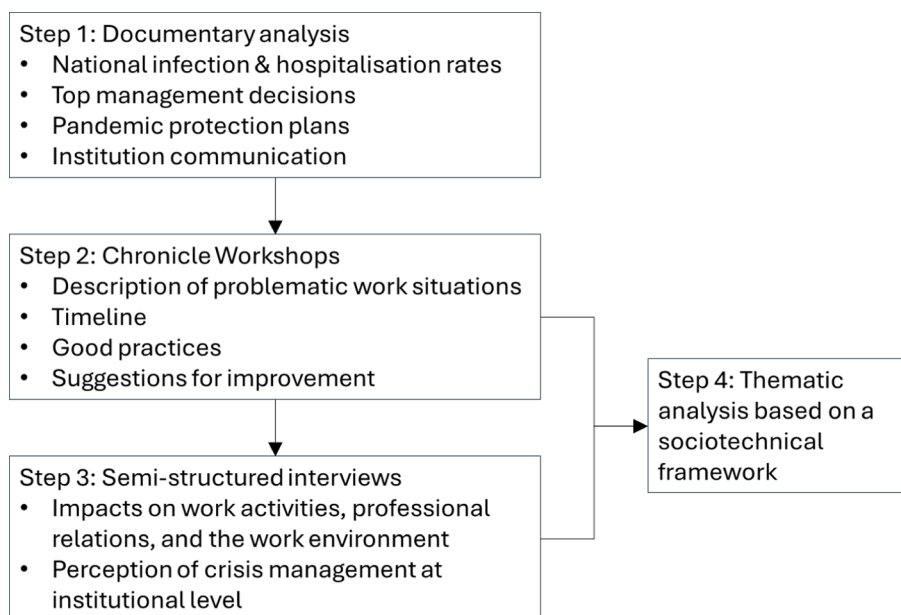 Step 1: Documentary analysis
• National infection & hospitalisation rates
• Top management decisions
• Pandemic protection plans
• Institution communication
Step 2: Chronicle Workshops
• Description of problematic work situations
• Timeline
• Good practices
• Suggestions for improvement
Step 3: Semi-structured interviews
• Impacts on work activities, professional
relations, and the work environment
• Perception of crisis management at
institutional level
Step 4: Thematic
analysis based on a
sociotechnical
framework